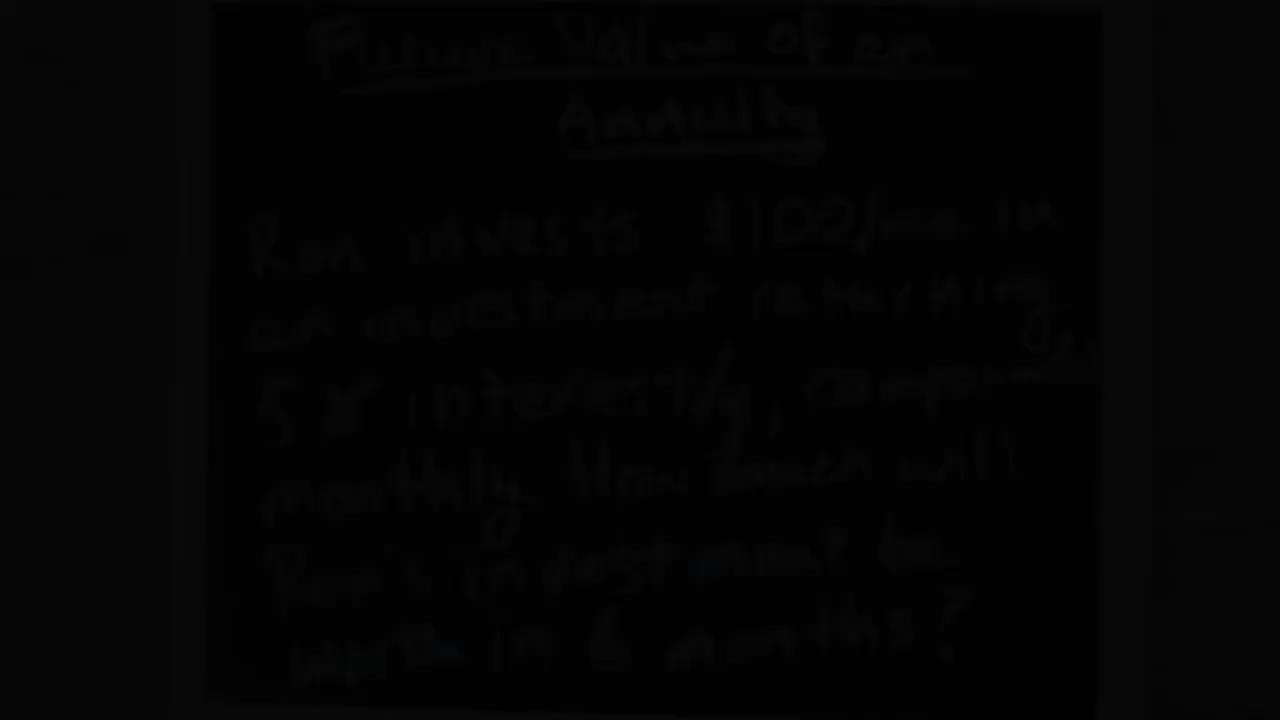 Future Value of an
Annuity
Ron invests $100/mo. in
an investment returning
5% interest/y, compounded
monthly. How much will
Ron's investment be
worth in 6 months?